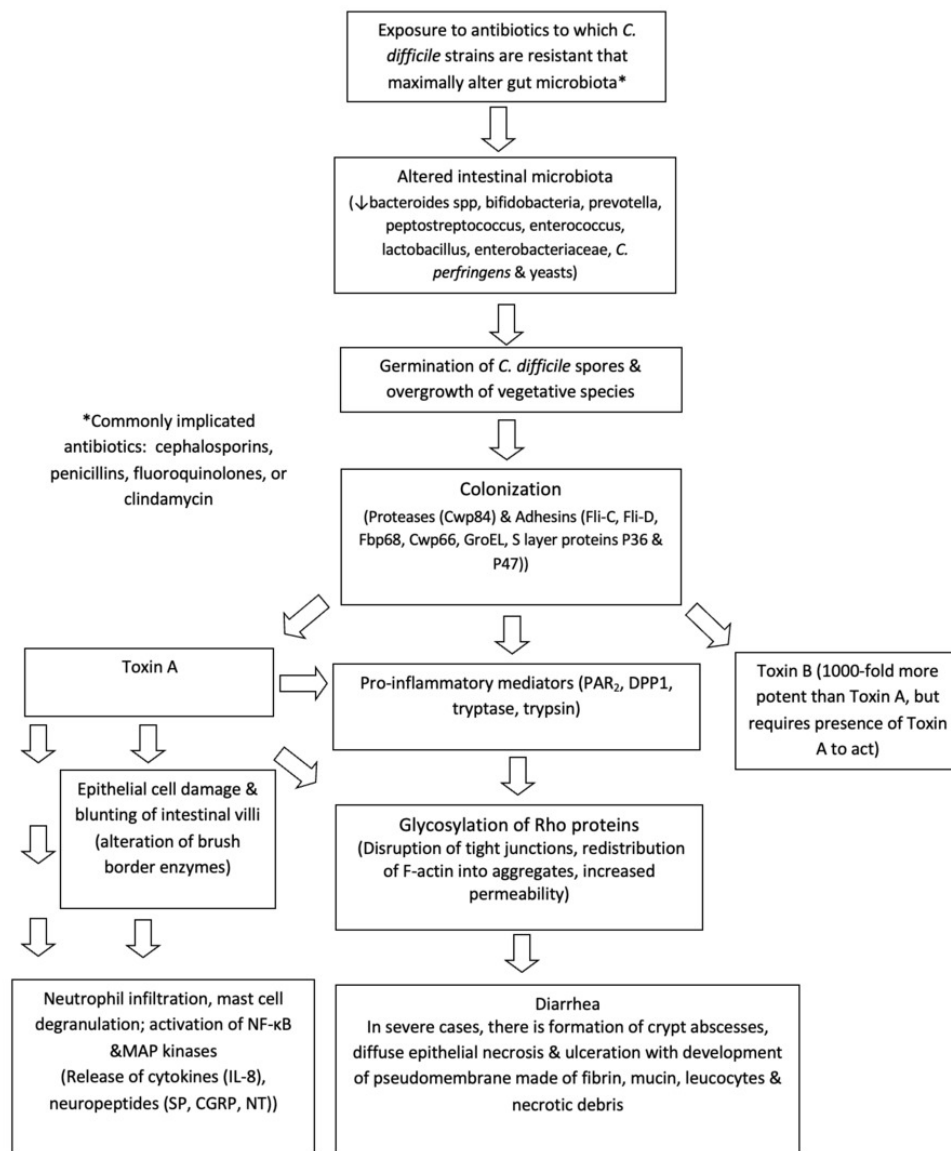 Exposure to antibiotics to which C.
difficile strains are resistant that
maximally alter gut microbiota*
Altered intestinal microbiota
(↓bacteroides spp, bifidobacteria, prevotella,
peptostreptococcus, enterococcus,
lactobacillus, enterobacteriaceae, C.
perfringens & yeasts)
Germination of C. difficile spores &
overgrowth of vegetative species
*Commonly implicated
antibiotics: cephalosporins,
penicillins, fluoroquinolones, or
clindamycin
Colonization
(Proteases (Cwp84) & Adhesins (Fli-C, Fli-D,
Fbp68, Cwp66, GroEL, S layer proteins P36 &
P47))
Toxin A
Pro-inflammatory mediators (PAR₂, DPP1,
tryptase, trypsin)
Toxin B (1000-fold more
potent than Toxin A, but
requires presence of Toxin
A to act)
Epithelial cell damage &
blunting of intestinal villi
(alteration of brush
border enzymes)
Glycosylation of Rho proteins
(Disruption of tight junctions, redistribution
of F-actin into aggregates, increased
permeability)
Neutrophil infiltration, mast cell
degranulation; activation of NF-κB
&MAP kinases
(Release of cytokines (IL-8),
neuropeptides (SP, CGRP, NT))
Diarrhea
In severe cases, there is formation of crypt abscesses,
diffuse epithelial necrosis & ulceration with development
of pseudomembrane made of fibrin, mucin, leucocytes &
necrotic debris